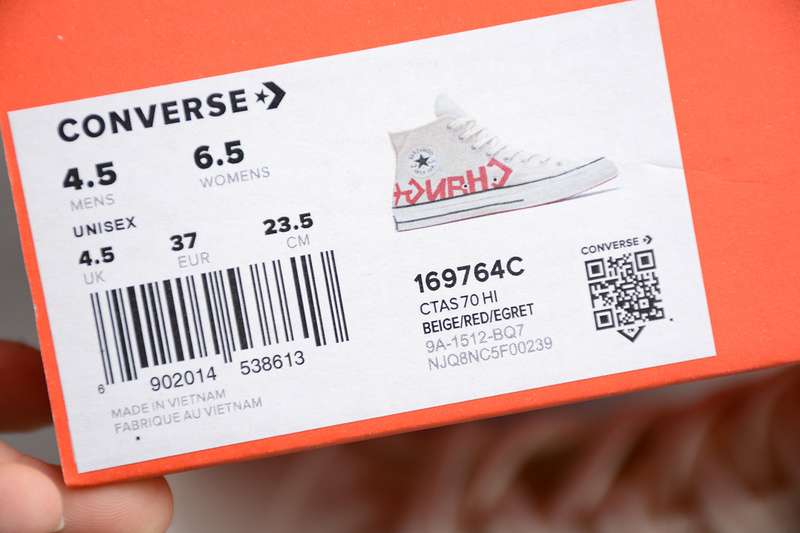 CONVERSE
4.5 6.5
MENS WOMENS
UNISEX
4.5 37 23.5
UK EUR CM
6 902014 538613
MADE IN VIETNAM
FABRIQUE AU VIETNAM
169764C
CTAS 70 HI
BEIGE/RED/EGRET
9A-1512-BQ7
NJQ8NC5F00239
CONVERSE